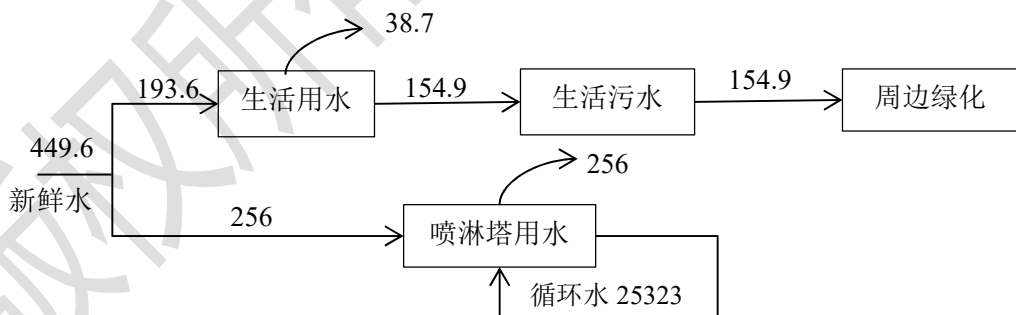 38.7
193.6
生活用水
154.9
生活污水
154.9
周边绿化
449.6
新鲜水
256
256
喷淋塔用水
循环水 25323